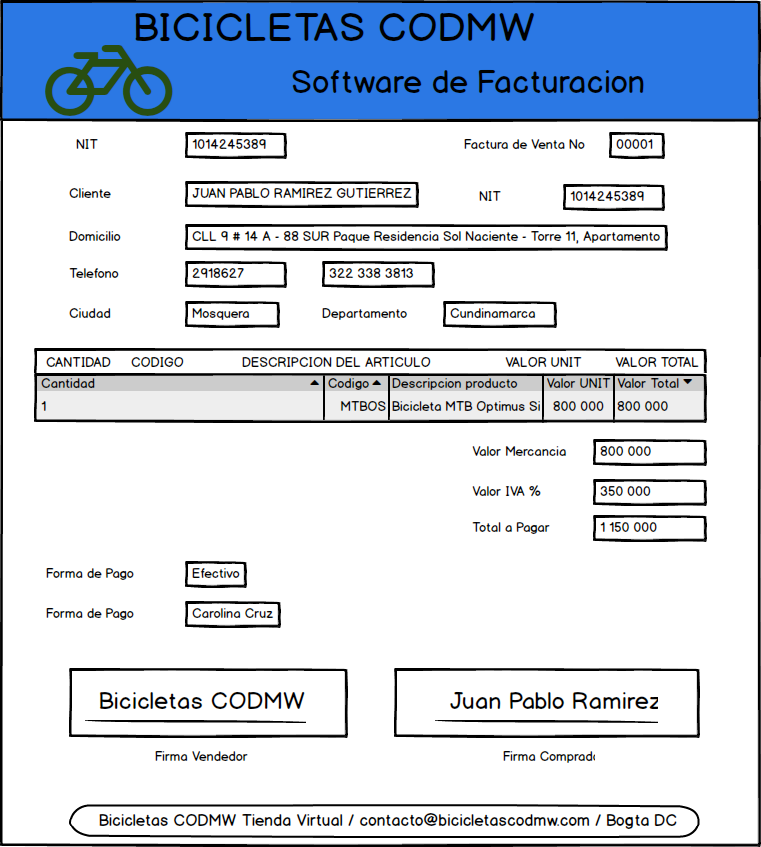 BICICLETAS CODMW
Software de Facturacion
NIT 1014245389 Factura de Venta No 00001
Cliente JUAN PABLO RAMIREZ GUTIERREZ NIT 1014245389
Domicilio CLL 9 # 14 A - 88 SUR Paque Residencia Sol Naciente - Torre 11, Apartamento
Telefono 2918627 322 338 3813
Ciudad Mosquera Departamento Cundinamarca
CANTIDAD CODIGO DESCRIPCION DEL ARTICULO VALOR UNIT VALOR TOTAL
Cantidad Codigo Descripcion producto Valor UNIT Valor Total
1 MTBOS Bicicleta MTB Optimus Si 800 000 800 000
Valor Mercancia 800 000
Valor IVA % 350 000
Total a Pagar 1 150 000
Forma de Pago Efectivo
Forma de Pago Carolina Cruz
Bicicletas CODMW Juan Pablo Ramirez
Firma Vendedor Firma Comprado
Bicicletas CODMW Tienda Virtual / contacto@bicicletascodmw.com / Bogta DC